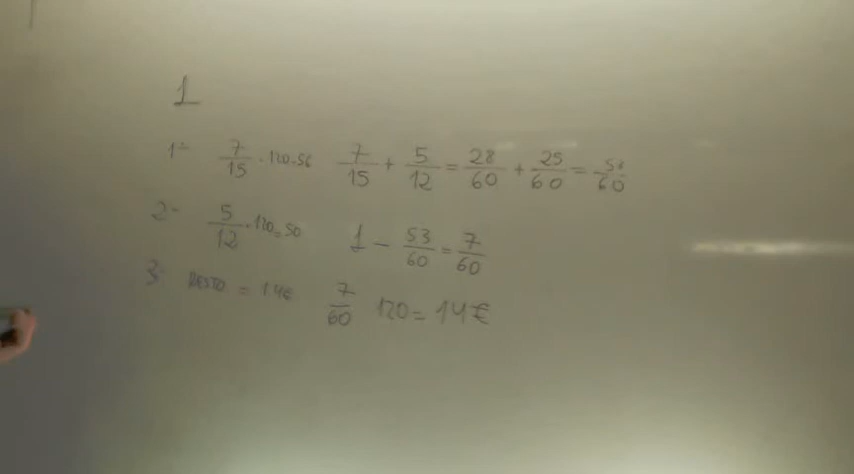 1
1- 7/15 · 120 = 56 7/15 + 5/12 = 28/60 + 25/60 = 53/60
2- 5/12 · 120 = 50 1 - 53/60 = 7/60
3- RESTO = 14€ 7/60 120 = 14€